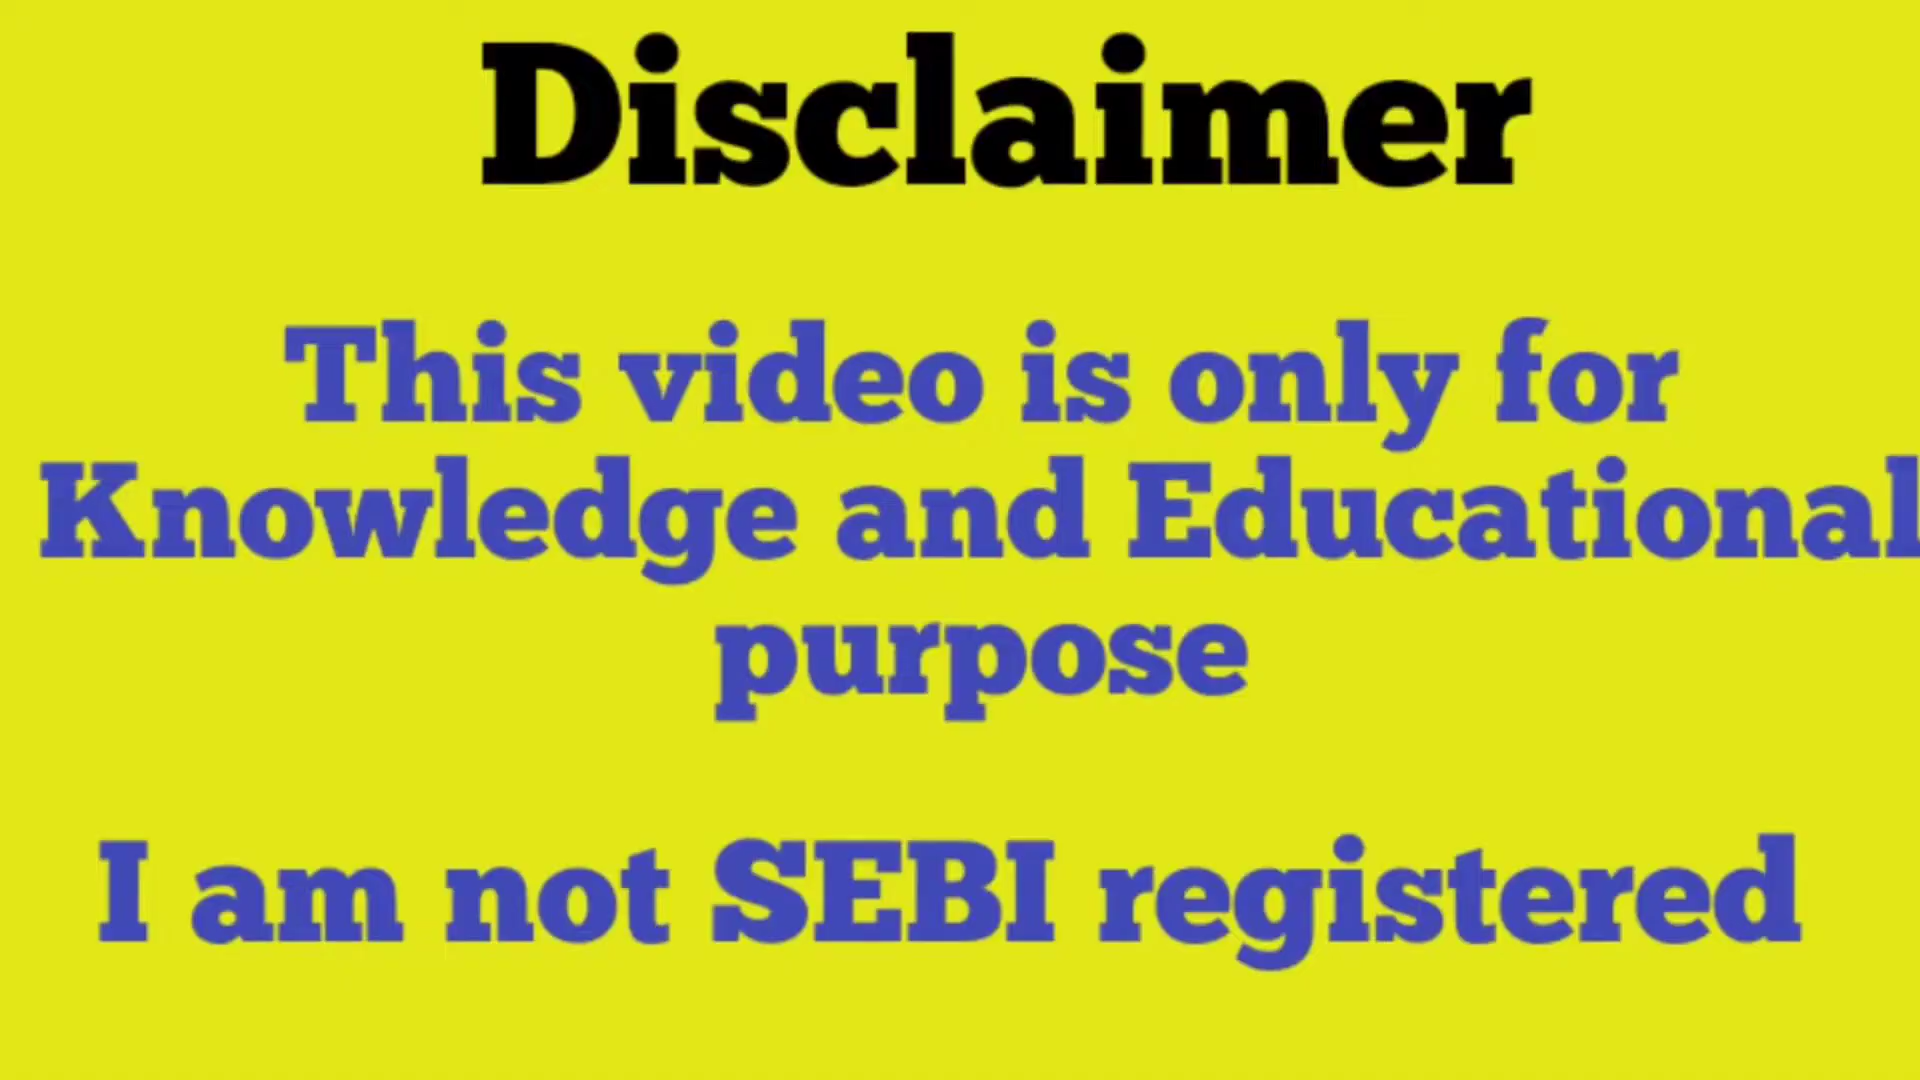 Disclaimer
This video is only for
Knowledge and Educational
purpose
I am not SEBI registered